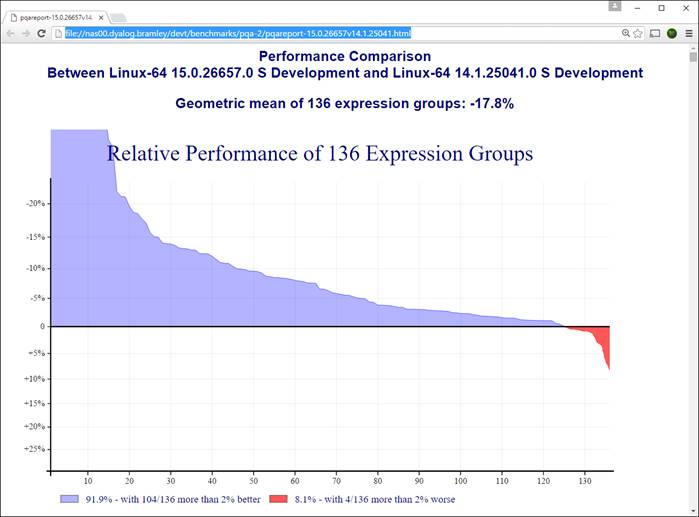 pqareport-15.0.26657v14.1
file://nas00.dyalog.bramley/devt/benchmarks/pqa-2/pqareport-15.0.26657v14.1.25041.html
Performance Comparison
Between Linux-64 15.0.26657.0 S Development and Linux-64 14.1.25041.0 S Development
Geometric mean of 136 expression groups: -17.8%
Relative Performance of 136 Expression Groups
-20%
-15%
-10%
-5%
0
+5%
+10%
+15%
+20%
+25%
10 20 30 40 50 60 70 80 90 100 110 120 130
91.9% - with 104/136 more than 2% better 8.1% - with 4/136 more than 2% worse